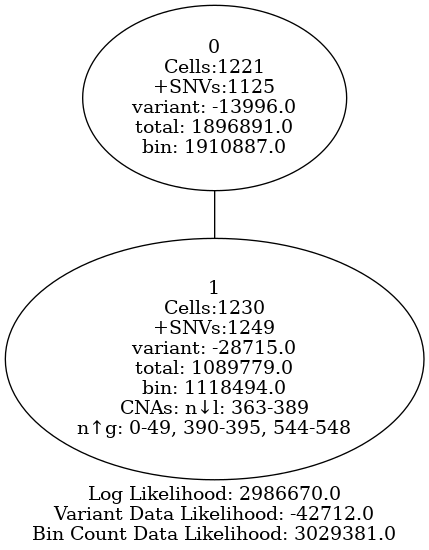 0
Cells:1221
+SNVs:1125
variant: -13996.0
total: 1896891.0
bin: 1910887.0
1
Cells:1230
+SNVs:1249
variant: -28715.0
total: 1089779.0
bin: 1118494.0
CNAs: n↓l: 363-389
n↑g: 0-49, 390-395, 544-548
Log Likelihood: 2986670.0
Variant Data Likelihood: -42712.0
Bin Count Data Likelihood: 3029381.0